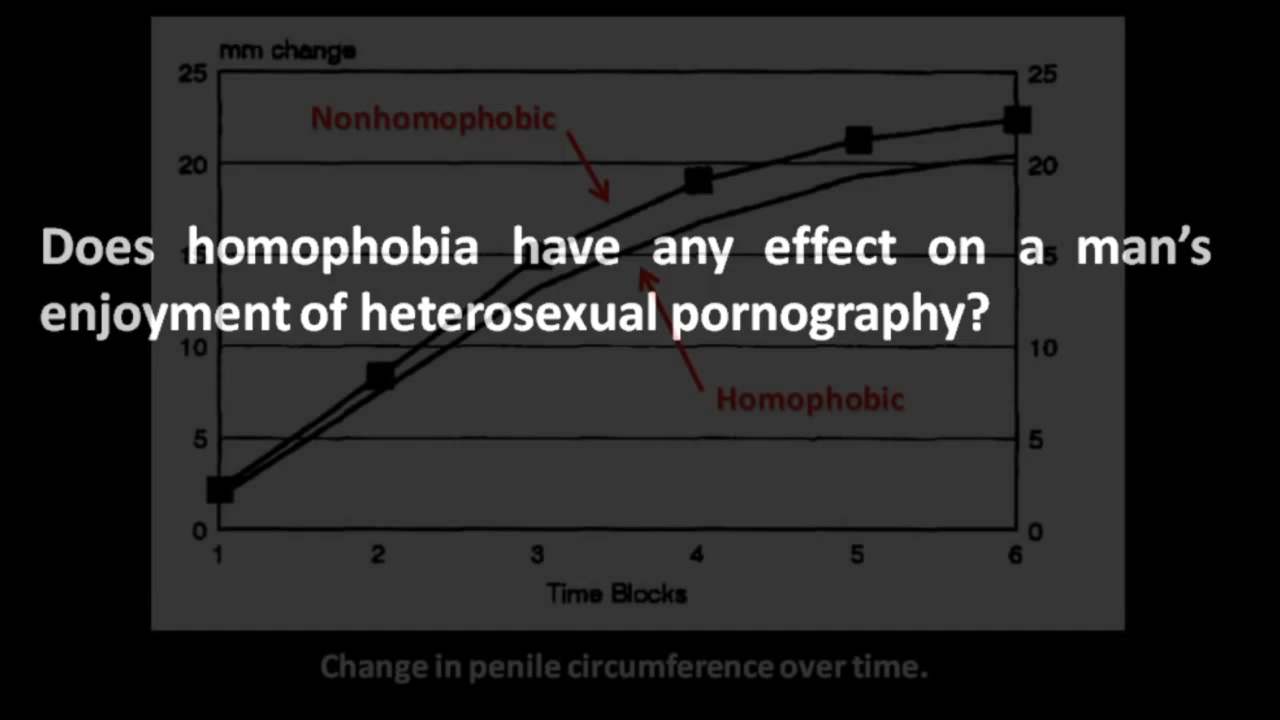 mm change
25 25
Nonhomophobic
20 20
Does homophobia have any effect on a man's
15 15
enjoyment of heterosexual pornography?
10 10
Homophobic
5 5
0 0
1 2 3 4 5 6
Time Blocks
Change in penile circumference over time.